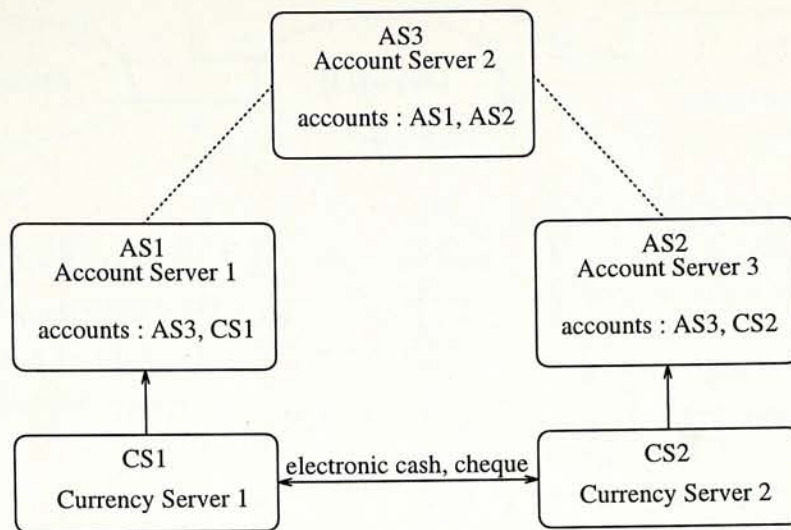 AS3
Account Server 2
accounts : AS1, AS2
AS1
Account Server 1
accounts : AS3, CS1
AS2
Account Server 3
accounts : AS3, CS2
CS1
Currency Server 1
electronic cash, cheque
CS2
Currency Server 2